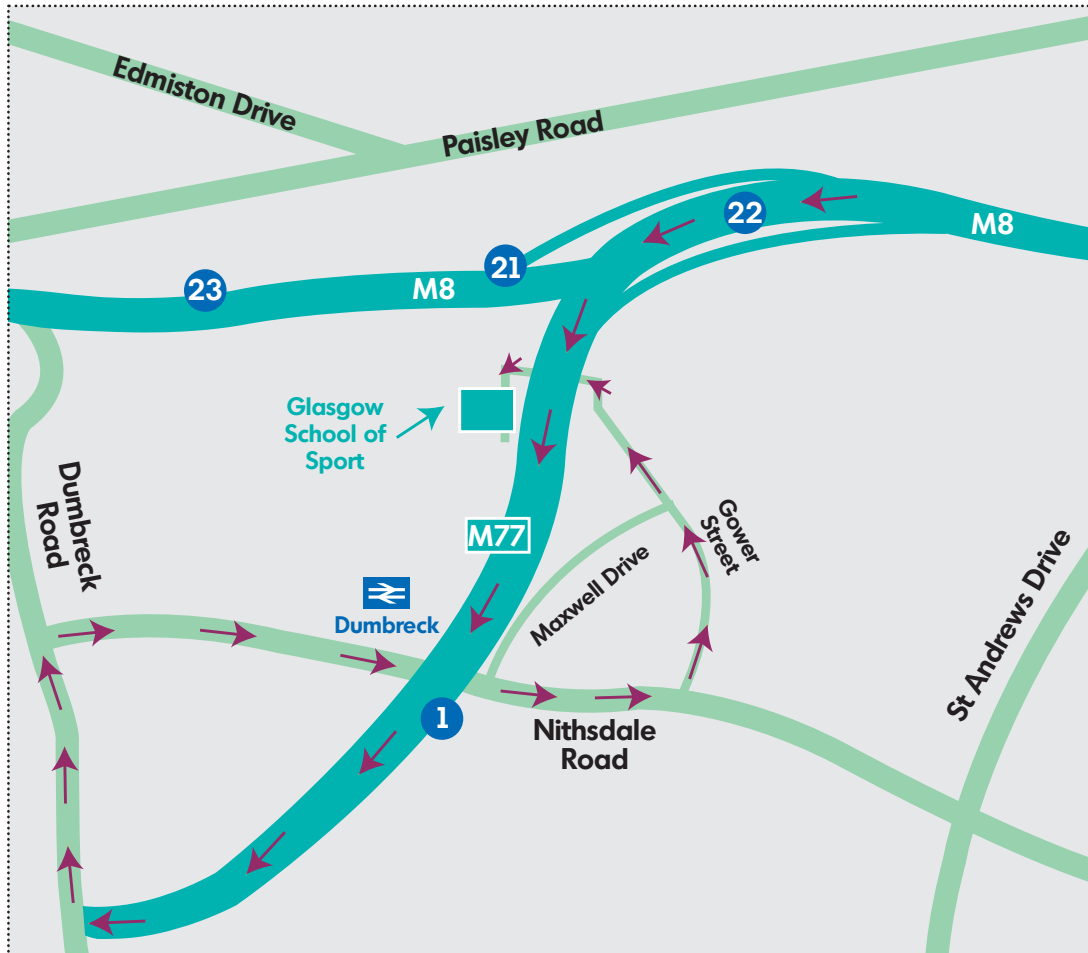 Edmiston Drive
Paisley Road
22
M8
21
23
M8
Glasgow
School of
Sport
Dumbreck
Road
M77
Gower
Street
Maxwell Drive
Dumbreck
St Andrews Drive
1
Nithsdale
Road